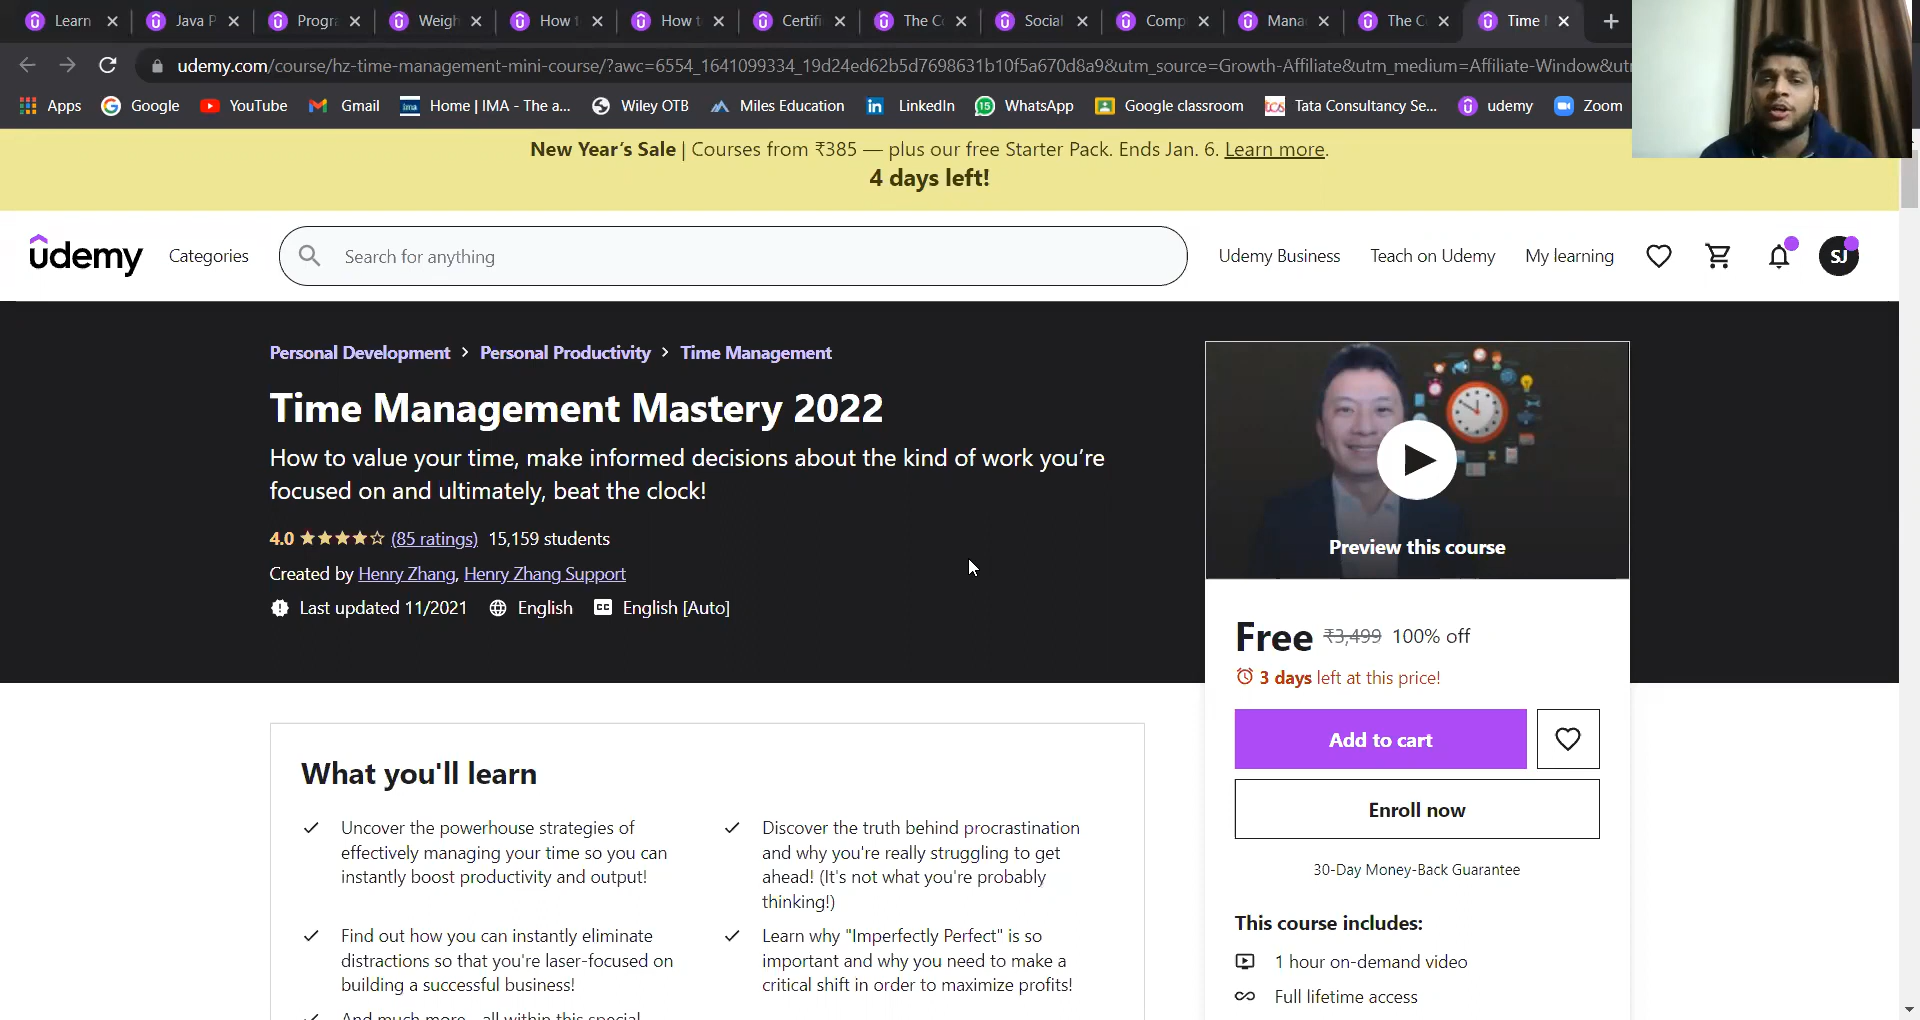 Learn
Java P
Progra
Weigh
How t
How to
Certifi
The Co
Social
Comp
Mana
The C
Time
udemy.com/course/hz-time-management-mini-course/?awc=6554_1641099334_19d24ed62b5d7698631b10f5a670d8a9&utm_source=Growth-Affiliate&utm_medium=Affiliate-Window&ut
Apps Google YouTube Gmail Home | IMA - The a... Wiley OTB Miles Education LinkedIn WhatsApp Google classroom Tata Consultancy Se... udemy Zoom
New Year's Sale | Courses from ₹385 — plus our free Starter Pack. Ends Jan. 6. Learn more.
4 days left!
udemy Categories Search for anything Udemy Business Teach on Udemy My learning SJ
Personal Development > Personal Productivity > Time Management
Time Management Mastery 2022
How to value your time, make informed decisions about the kind of work you're
focused on and ultimately, beat the clock!
4.0 (85 ratings) 15,159 students
Created by Henry Zhang, Henry Zhang Support
Last updated 11/2021 English CC English [Auto]
Preview this course
Free ₹3,499 100% off
3 days left at this price!
Add to cart
Enroll now
30-Day Money-Back Guarantee
This course includes:
1 hour on-demand video
Full lifetime access
What you'll learn
Uncover the powerhouse strategies of
effectively managing your time so you can
instantly boost productivity and output!
Discover the truth behind procrastination
and why you're really struggling to get
ahead! (It's not what you're probably
thinking!)
Find out how you can instantly eliminate
distractions so that you're laser-focused on
building a successful business!
Learn why "Imperfectly Perfect" is so
important and why you need to make a
critical shift in order to maximize profits!
And much more - all within this special